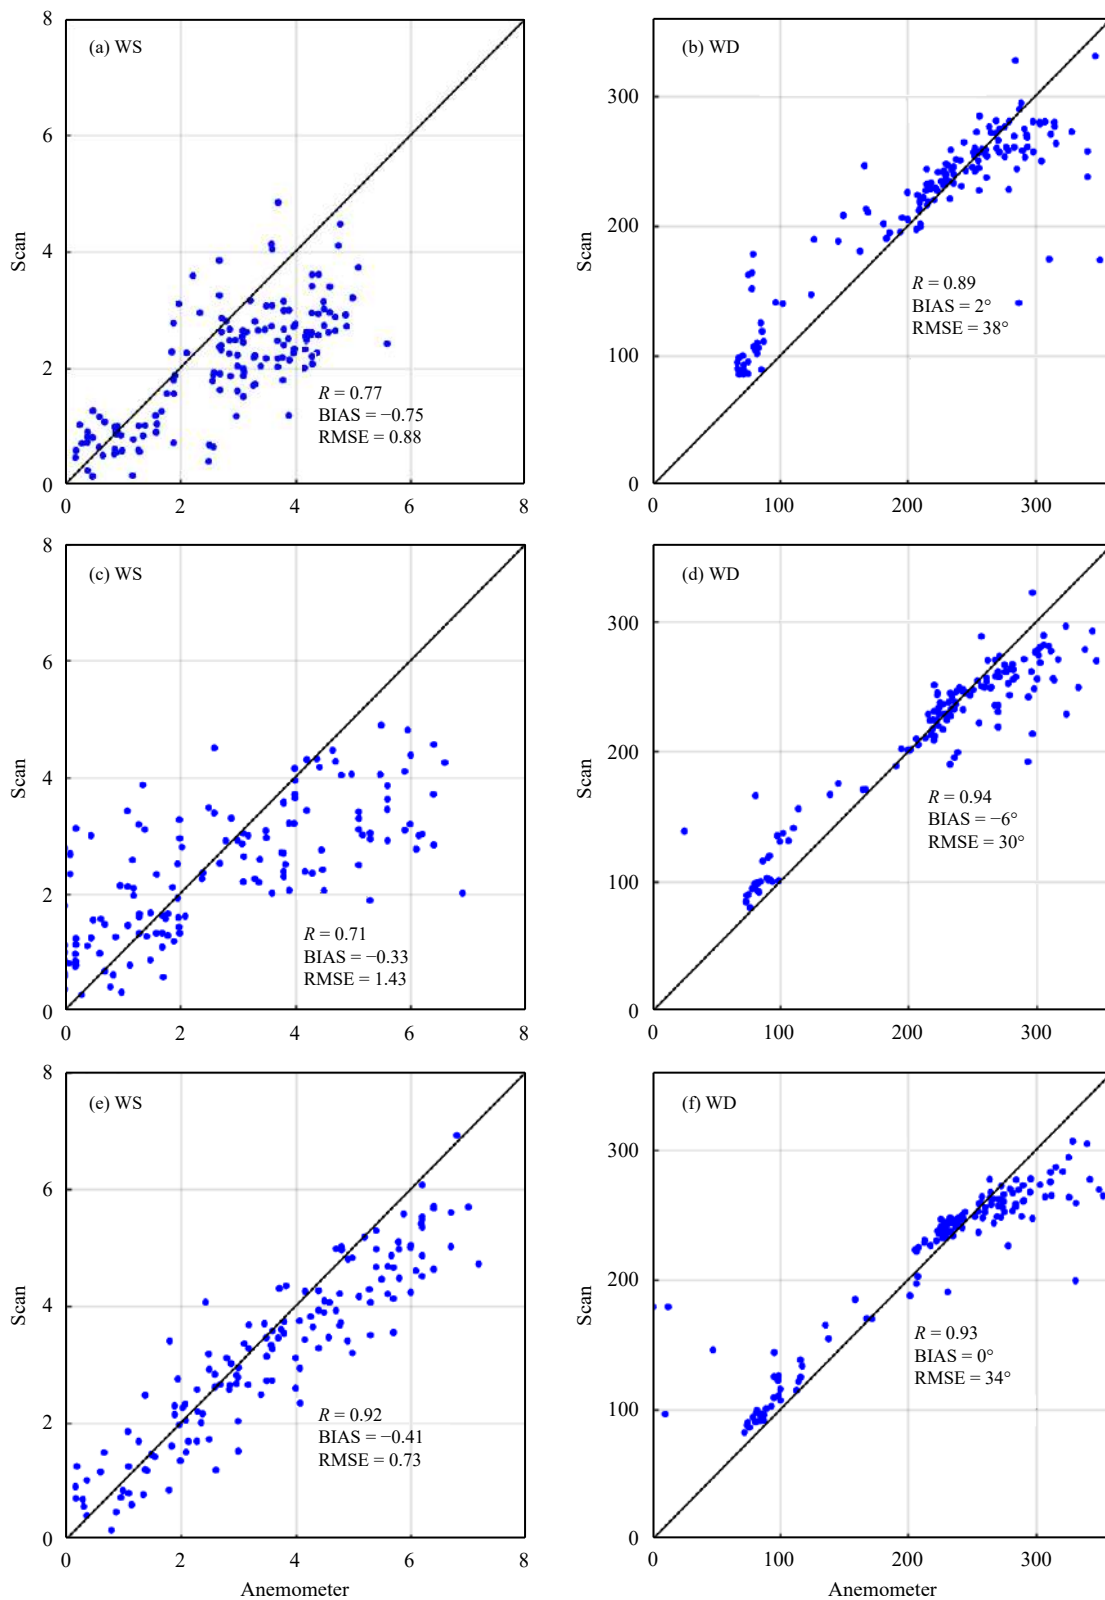 (a) WS
8
6
4
2
0
0
2
4
6
8
Scan
R = 0.77
BIAS = −0.75
RMSE = 0.88
(b) WD
300
200
100
0
0
100
200
300
Scan
R = 0.89
BIAS = 2°
RMSE = 38°
(c) WS
8
6
4
2
0
0
2
4
6
8
Scan
R = 0.71
BIAS = −0.33
RMSE = 1.43
(d) WD
300
200
100
0
0
100
200
300
Scan
R = 0.94
BIAS = −6°
RMSE = 30°
(e) WS
8
6
4
2
0
0
2
4
6
8
Scan
R = 0.92
BIAS = −0.41
RMSE = 0.73
Anemometer
(f) WD
300
200
100
0
0
100
200
300
Scan
R = 0.93
BIAS = 0°
RMSE = 34°
Anemometer